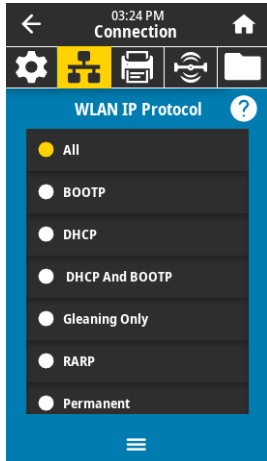 03:24 PM
Connection
WLAN IP Protocol
?
All
BOOTP
DHCP
DHCP And BOOTP
Gleaning Only
RARP
Permanent